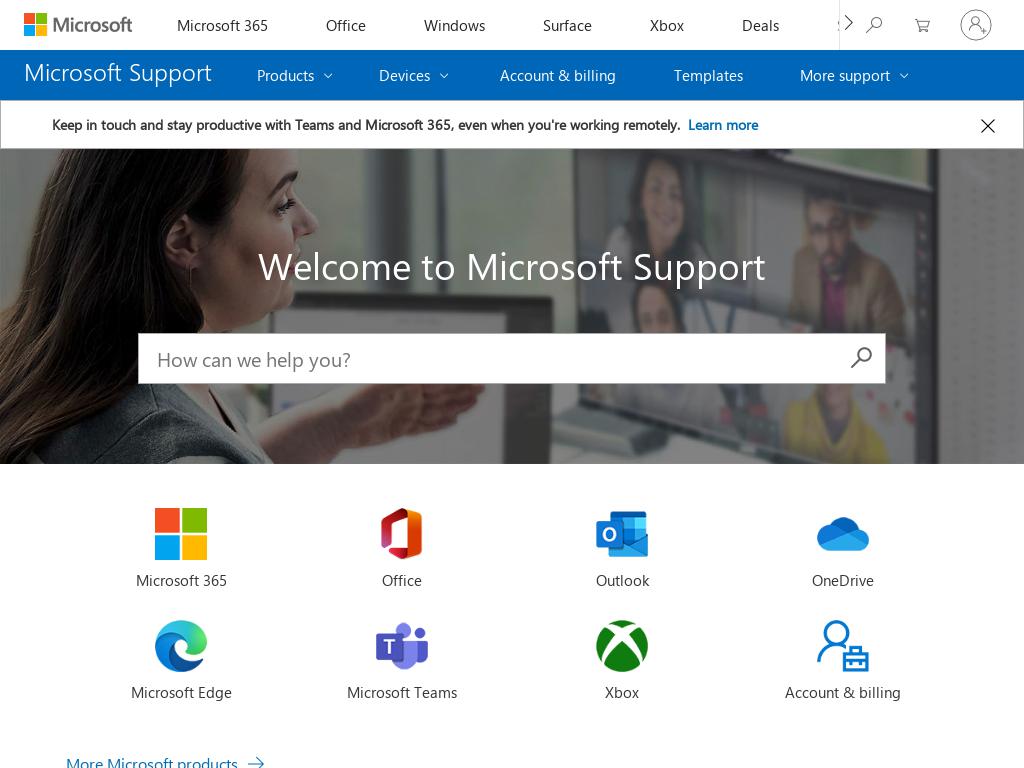 Microsoft
Microsoft 365
Office
Windows
Surface
Xbox
Deals
Microsoft Support
Products
Devices
Account & billing
Templates
More support
Keep in touch and stay productive with Teams and Microsoft 365, even when you're working remotely. Learn more
Welcome to Microsoft Support
How can we help you?
Microsoft 365
Office
Outlook
OneDrive
Microsoft Edge
Microsoft Teams
Xbox
Account & billing
More Microsoft products